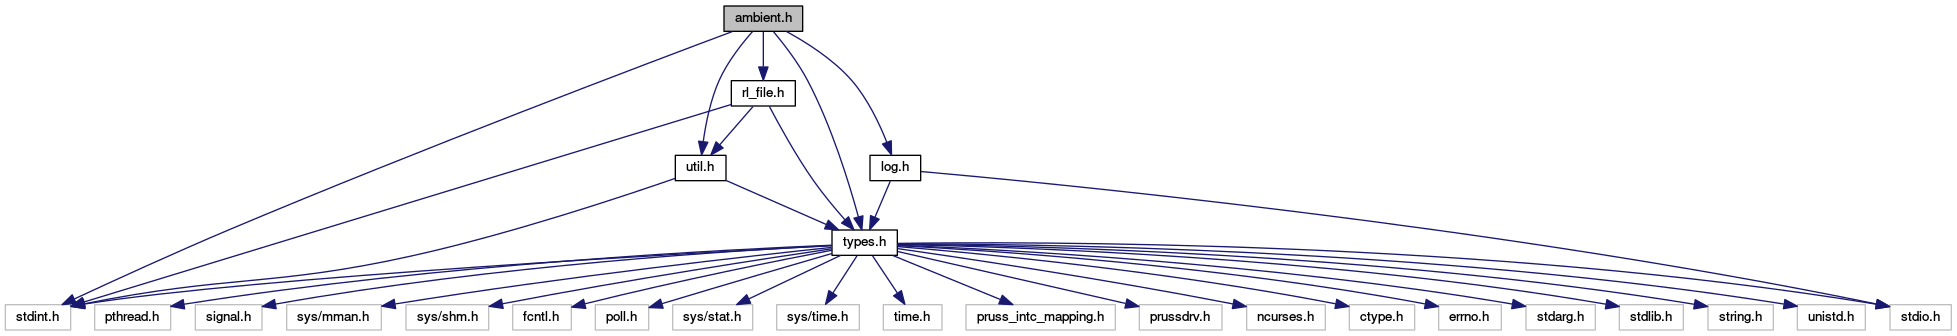 ambient.h
rl_file.h
util.h
log.h
types.h
stdint.h
pthread.h
signal.h
sys/mman.h
sys/shm.h
fcntl.h
poll.h
sys/stat.h
sys/time.h
time.h
pruss_intc_mapping.h
prussdrv.h
ncurses.h
ctype.h
errno.h
stdarg.h
stdlib.h
string.h
unistd.h
stdio.h